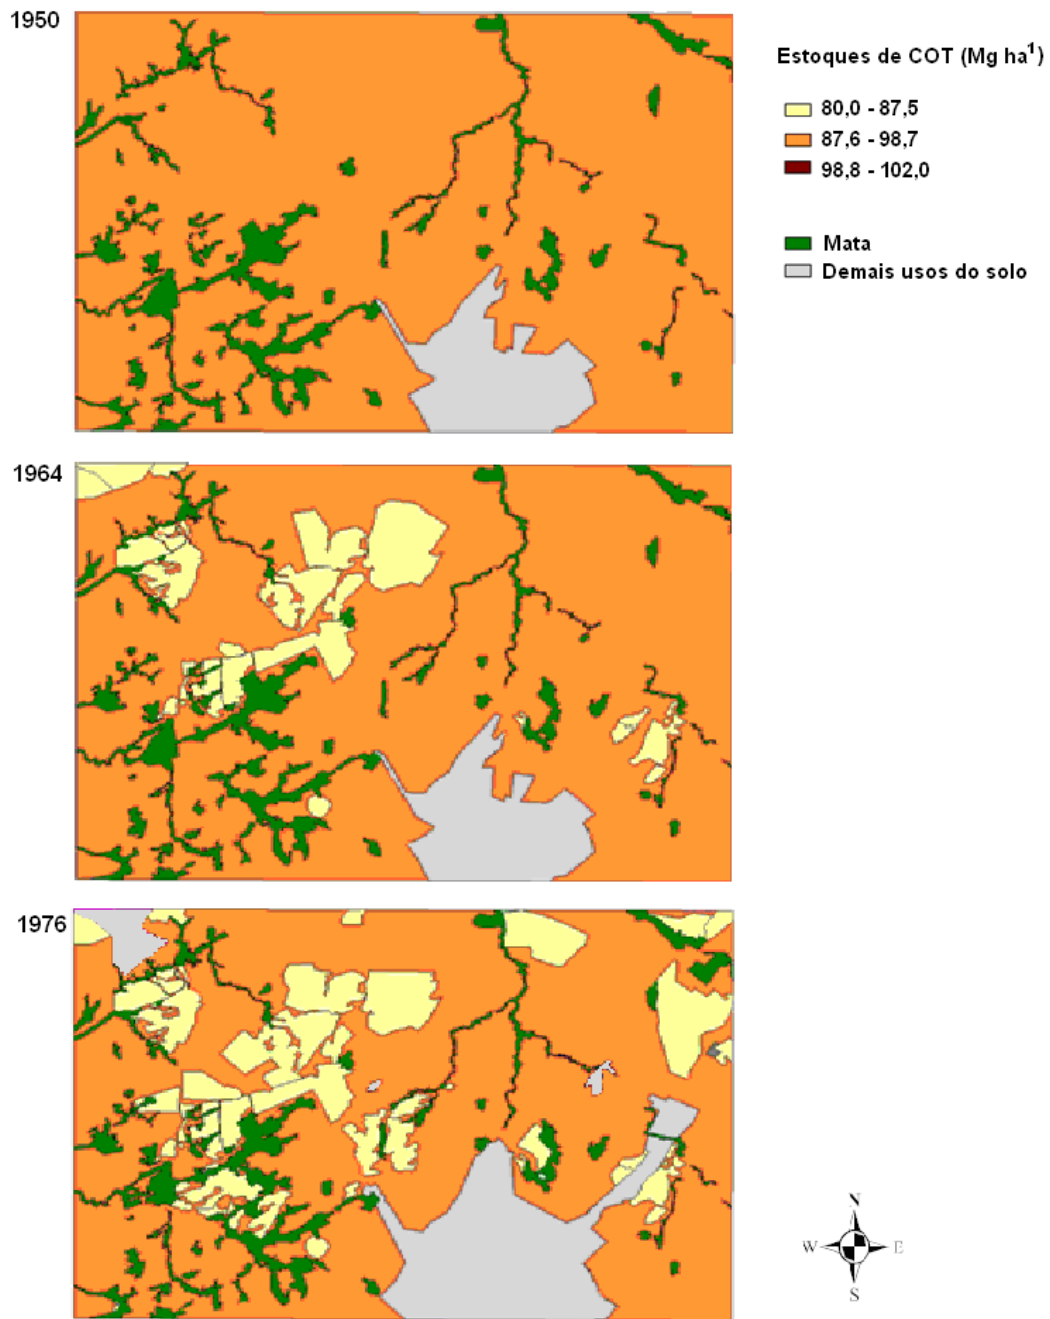 1950
Estoques de COT (Mg ha¹)
80,0 - 87,5
87,6 - 98,7
98,8 - 102,0
Mata
Demais usos do solo
1964
1976
N
W E
S